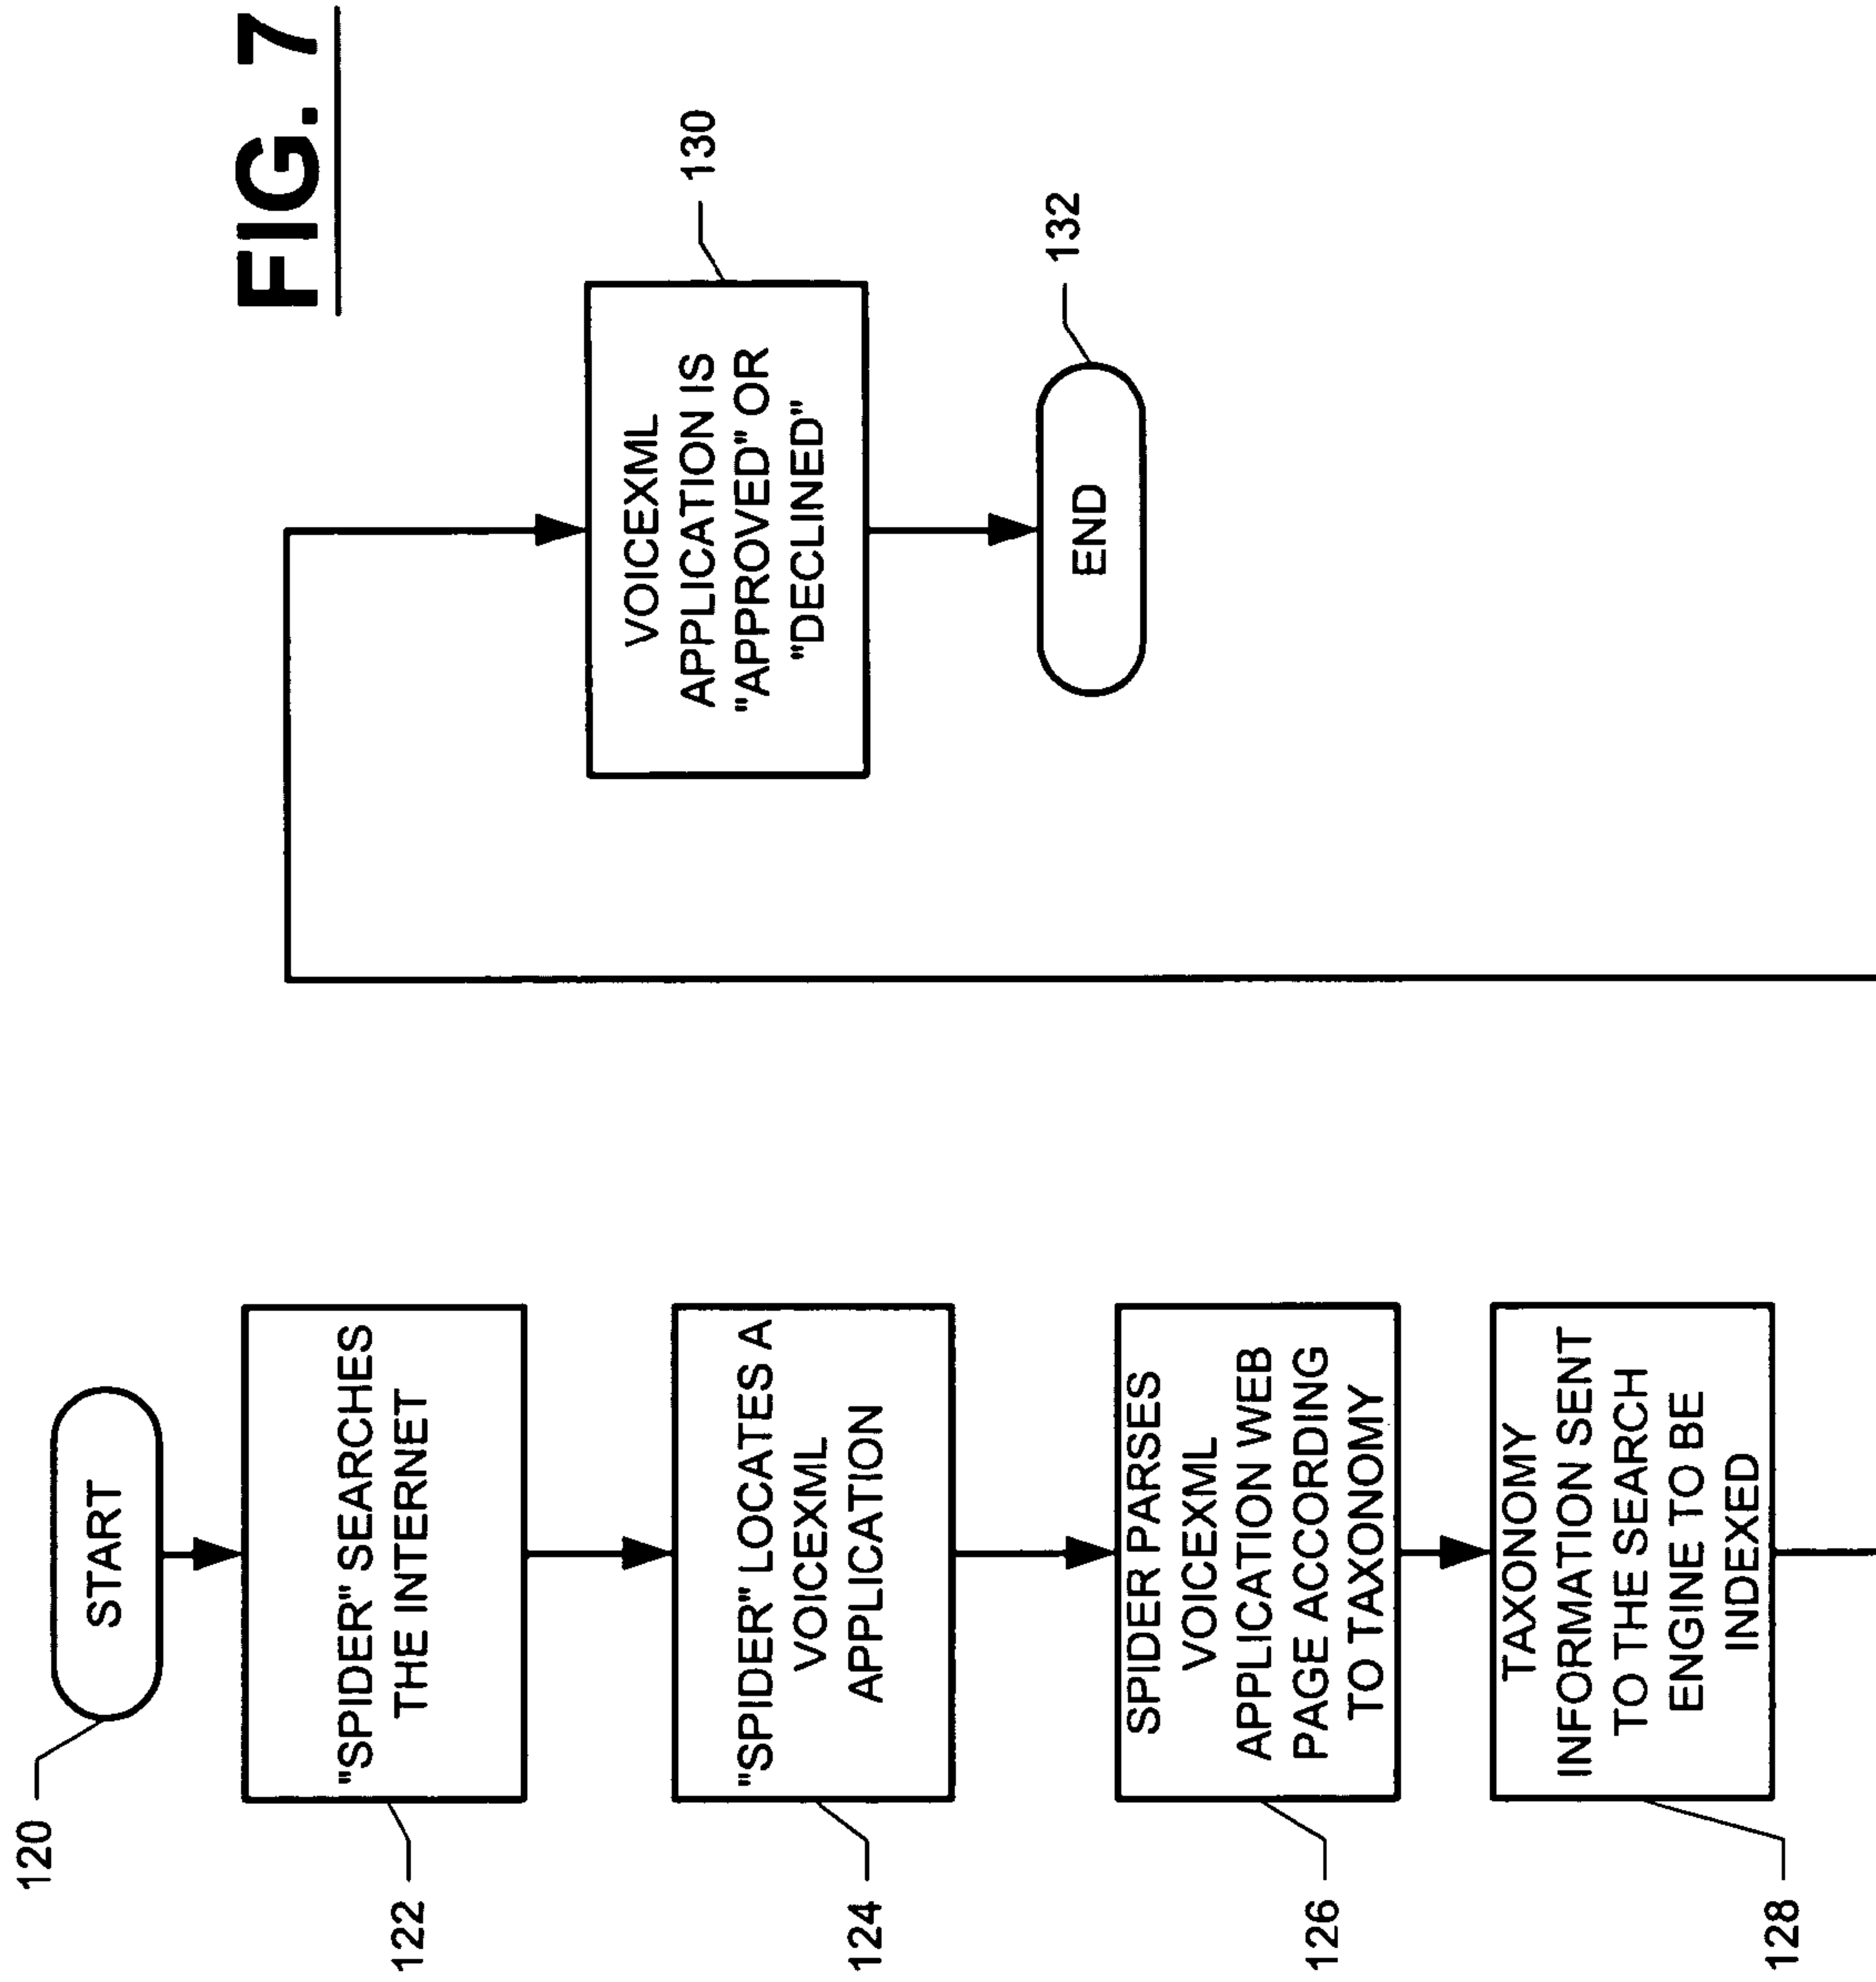 FIG. 7
120
START
122
"SPIDER" SEARCHES
THE INTERNET
124
"SPIDER" LOCATES A
VOICEXML
APPLICATION
126
SPIDER PARSES
VOICEXML
APPLICATION WEB
PAGE ACCORDING
TO TAXONOMY
128
TAXONOMY
INFORMATION SENT
TO THE SEARCH
ENGINE TO BE
INDEXED
130
VOICEXML
APPLICATION IS
"APPROVED" OR
"DECLINED"
132
END